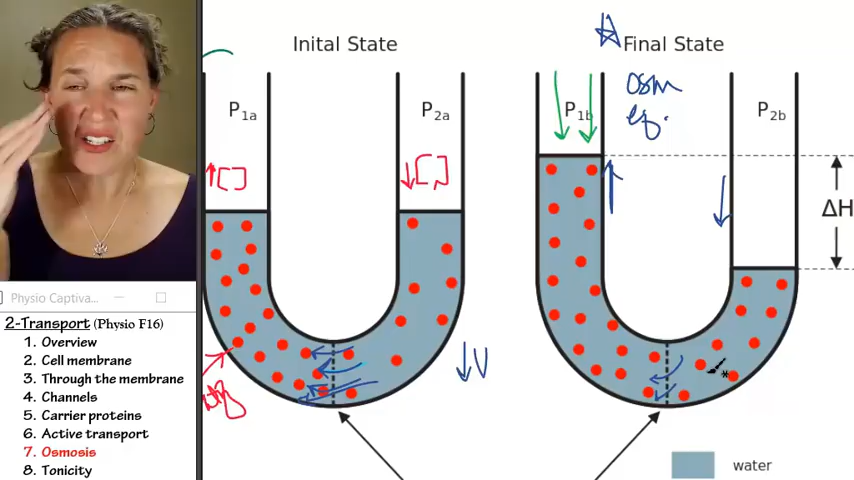 Inital State
Final State
osm
eq.
P1a
P2a
P1b
P2b
↑[ ]
↓[ ]
ΔH
↓V
Physio Captiva...
2-Transport (Physio F16)
1. Overview
2. Cell membrane
3. Through the membrane
4. Channels
5. Carrier proteins
6. Active transport
7. Osmosis
8. Tonicity
water